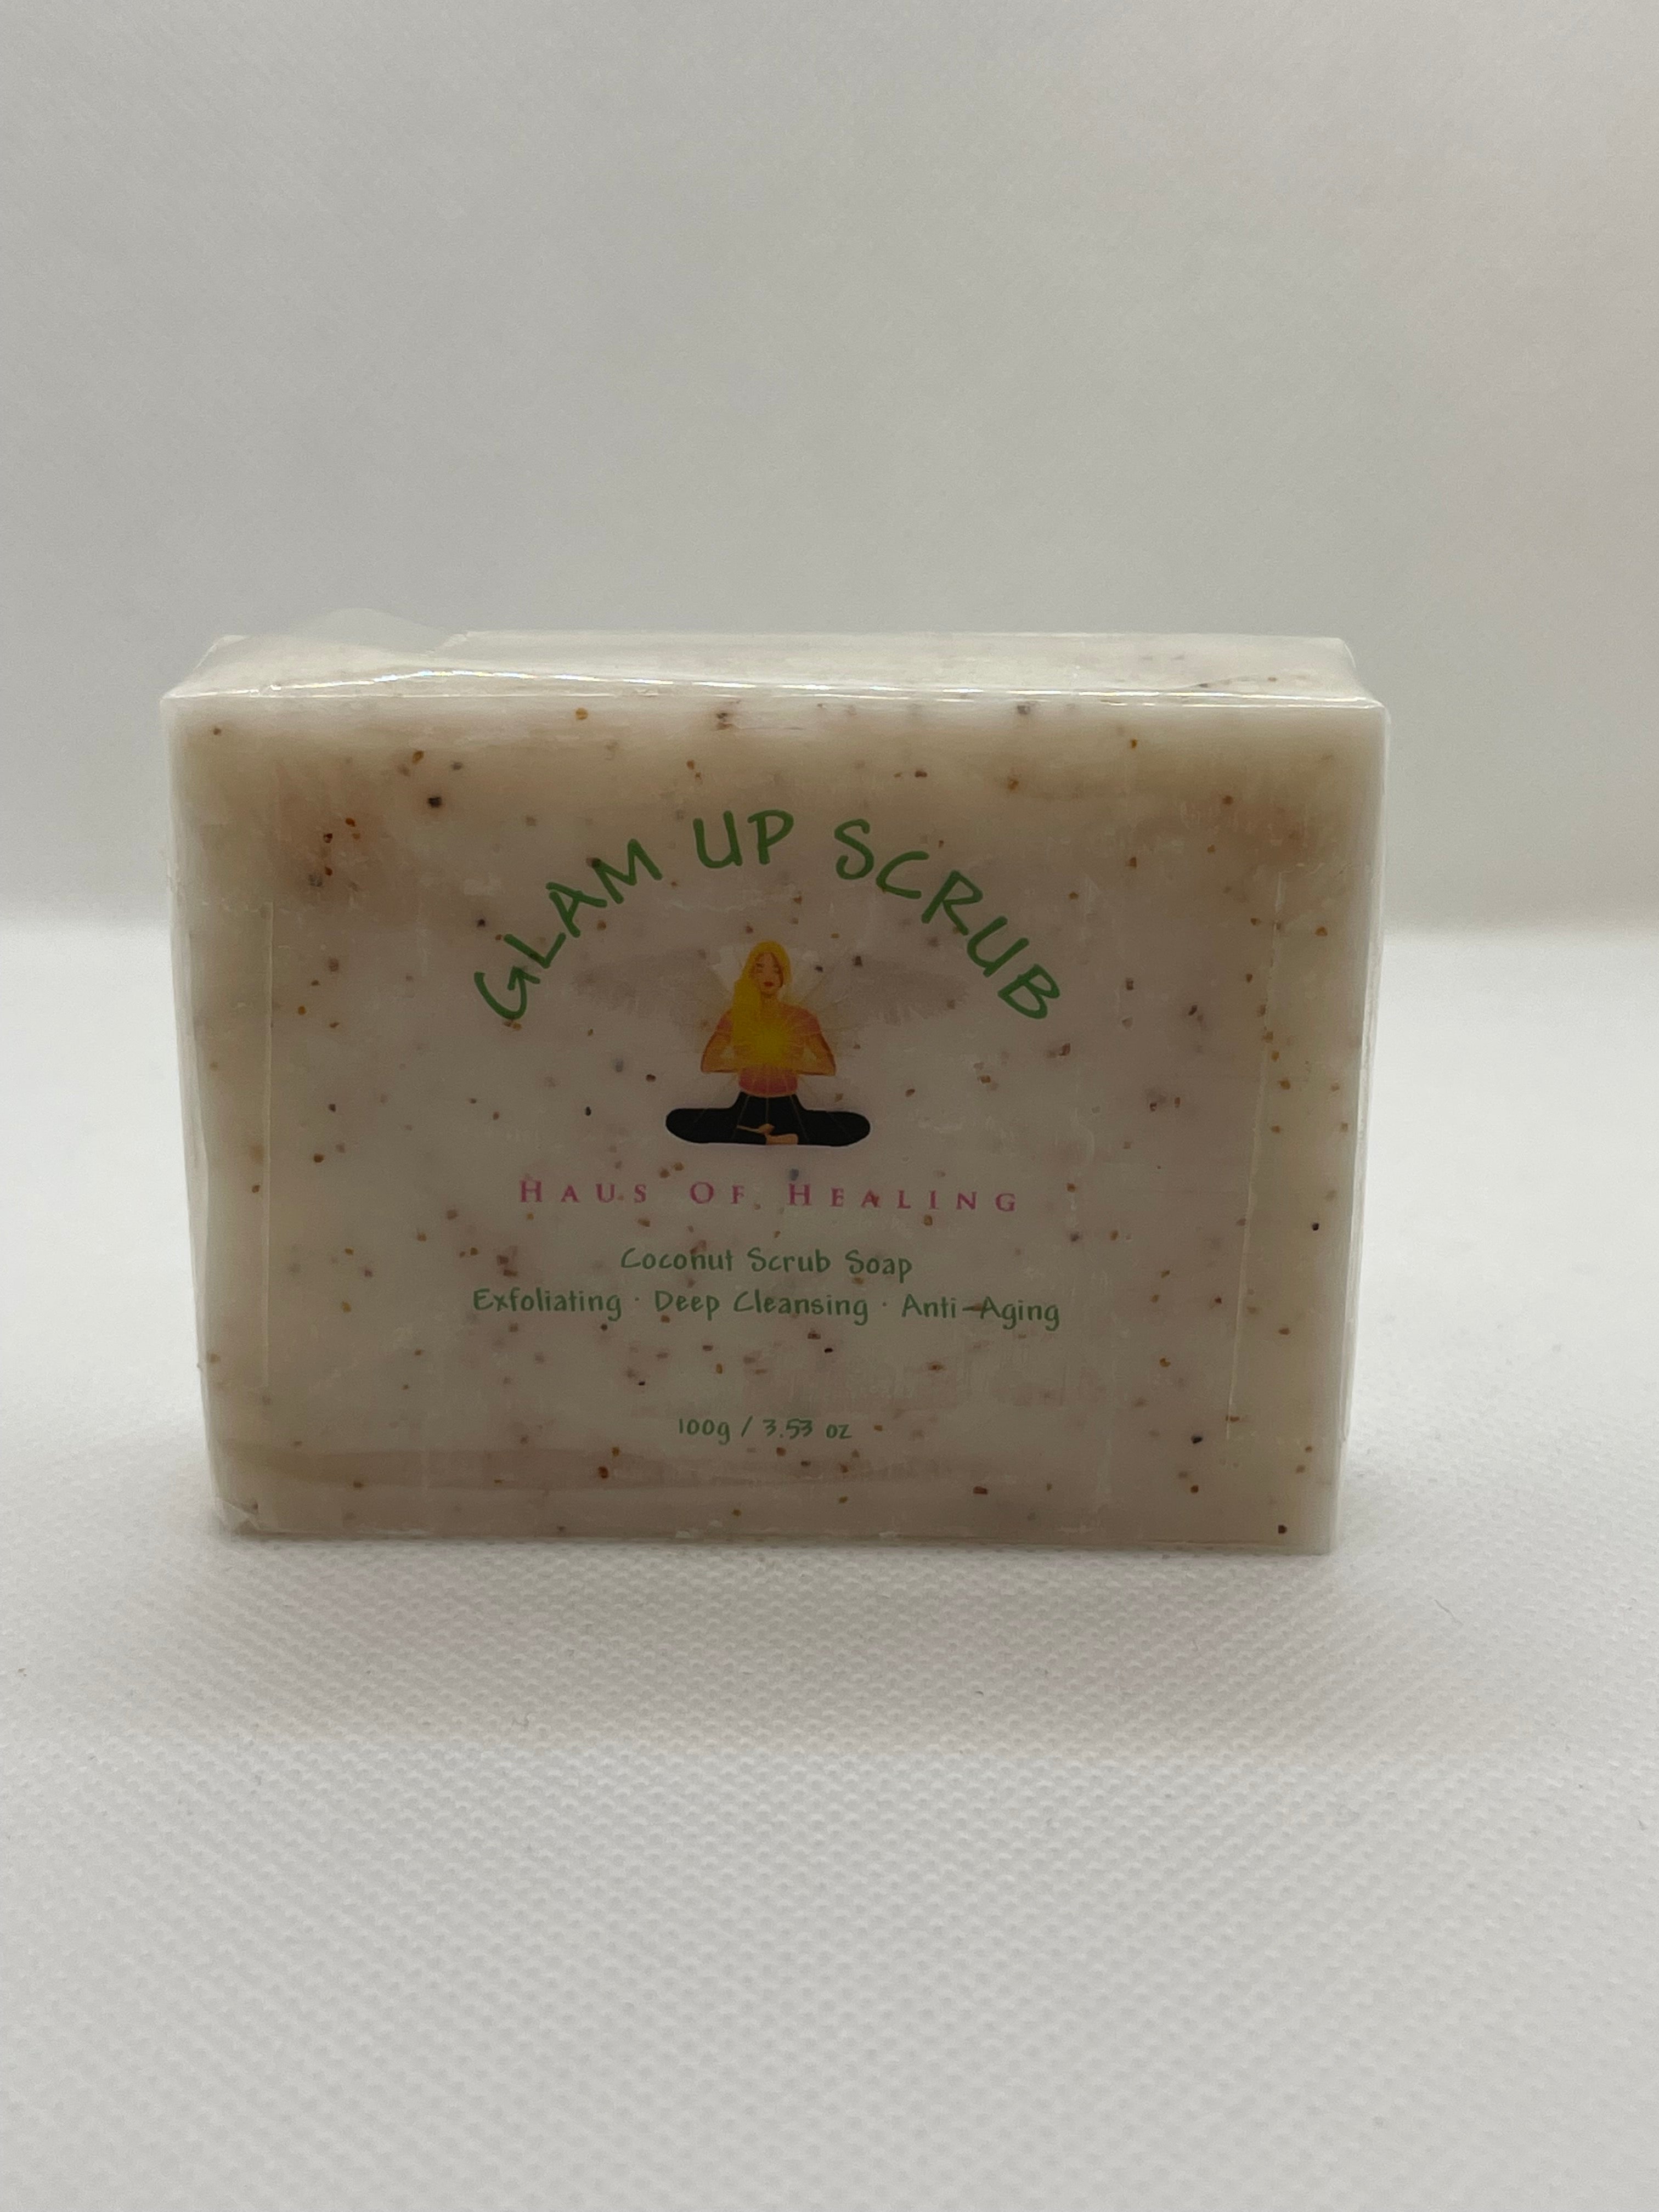 GLAM UP SCRUB
HAUS OF HEALING
Coconut Scrub Soap
Exfoliating · Deep Cleansing · Anti-Aging
100g / 3.53 oz